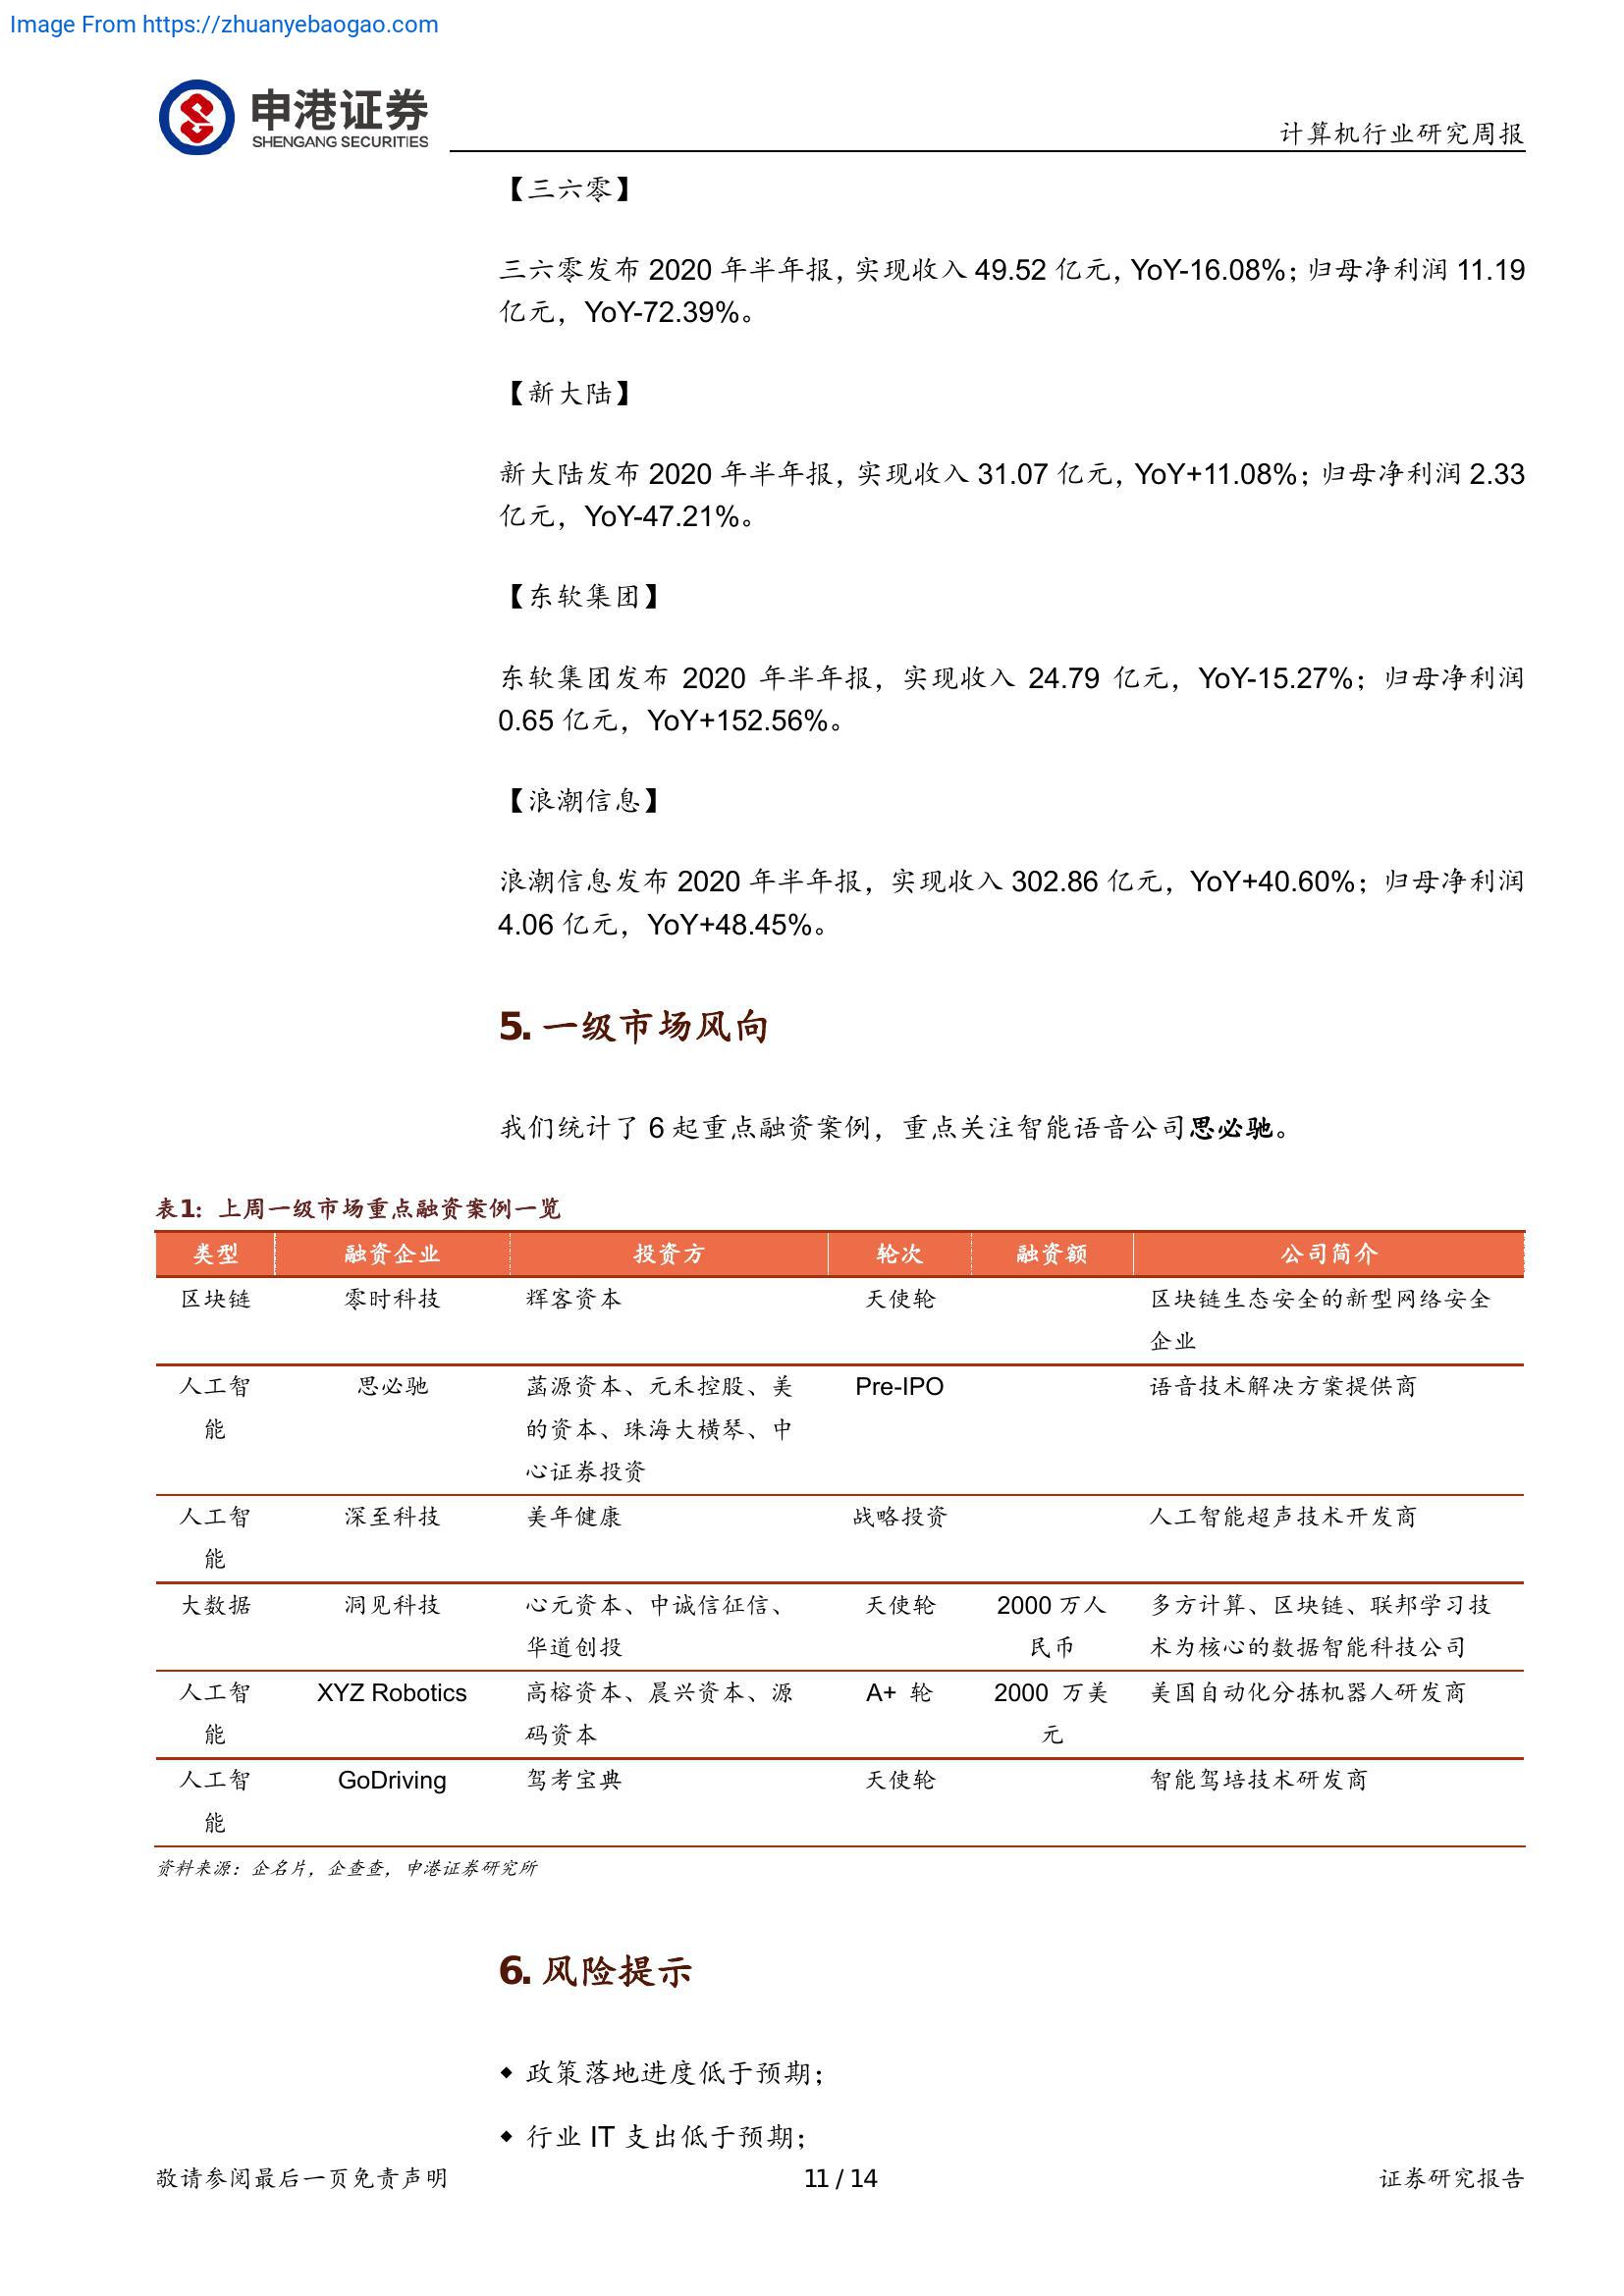 Image From https://zhuanyebaogao.com
申港证券
SHENGANG SECURITIES
计算机行业研究周报
【三六零】
三六零发布 2020 年半年报，实现收入 49.52 亿元，YoY-16.08%；归母净利润 11.19
亿元，YoY-72.39%。
【新大陆】
新大陆发布 2020 年半年报，实现收入 31.07 亿元，YoY+11.08%；归母净利润 2.33
亿元，YoY-47.21%。
【东软集团】
东软集团发布 2020 年半年报，实现收入 24.79 亿元，YoY-15.27%；归母净利润
0.65 亿元，YoY+152.56%。
【浪潮信息】
浪潮信息发布 2020 年半年报，实现收入 302.86 亿元，YoY+40.60%；归母净利润
4.06 亿元，YoY+48.45%。
5. 一级市场风向
我们统计了 6 起重点融资案例，重点关注智能语音公司思必驰。
表1：上周一级市场重点融资案例一览
类型 融资企业 投资方 轮次 融资额 公司简介
区块链 零时科技 辉客资本 天使轮 区块链生态安全的新型网络安全
企业
人工智 思必驰 菡源资本、元禾控股、美 Pre-IPO 语音技术解决方案提供商
能 的资本、珠海大横琴、中
心证券投资
人工智 深至科技 美年健康 战略投资 人工智能超声技术开发商
能
大数据 洞见科技 心元资本、中诚信征信、 天使轮 2000 万人 多方计算、区块链、联邦学习技
华道创投 民币 术为核心的数据智能科技公司
人工智 XYZ Robotics 高榕资本、晨兴资本、源 A+ 轮 2000 万美 美国自动化分拣机器人研发商
能 码资本 元
人工智 GoDriving 驾考宝典 天使轮 智能驾培技术研发商
能
资料来源：企名片，企查查，申港证券研究所
6. 风险提示
◆ 政策落地进度低于预期；
◆ 行业 IT 支出低于预期；
敬请参阅最后一页免责声明 11 / 14 证券研究报告